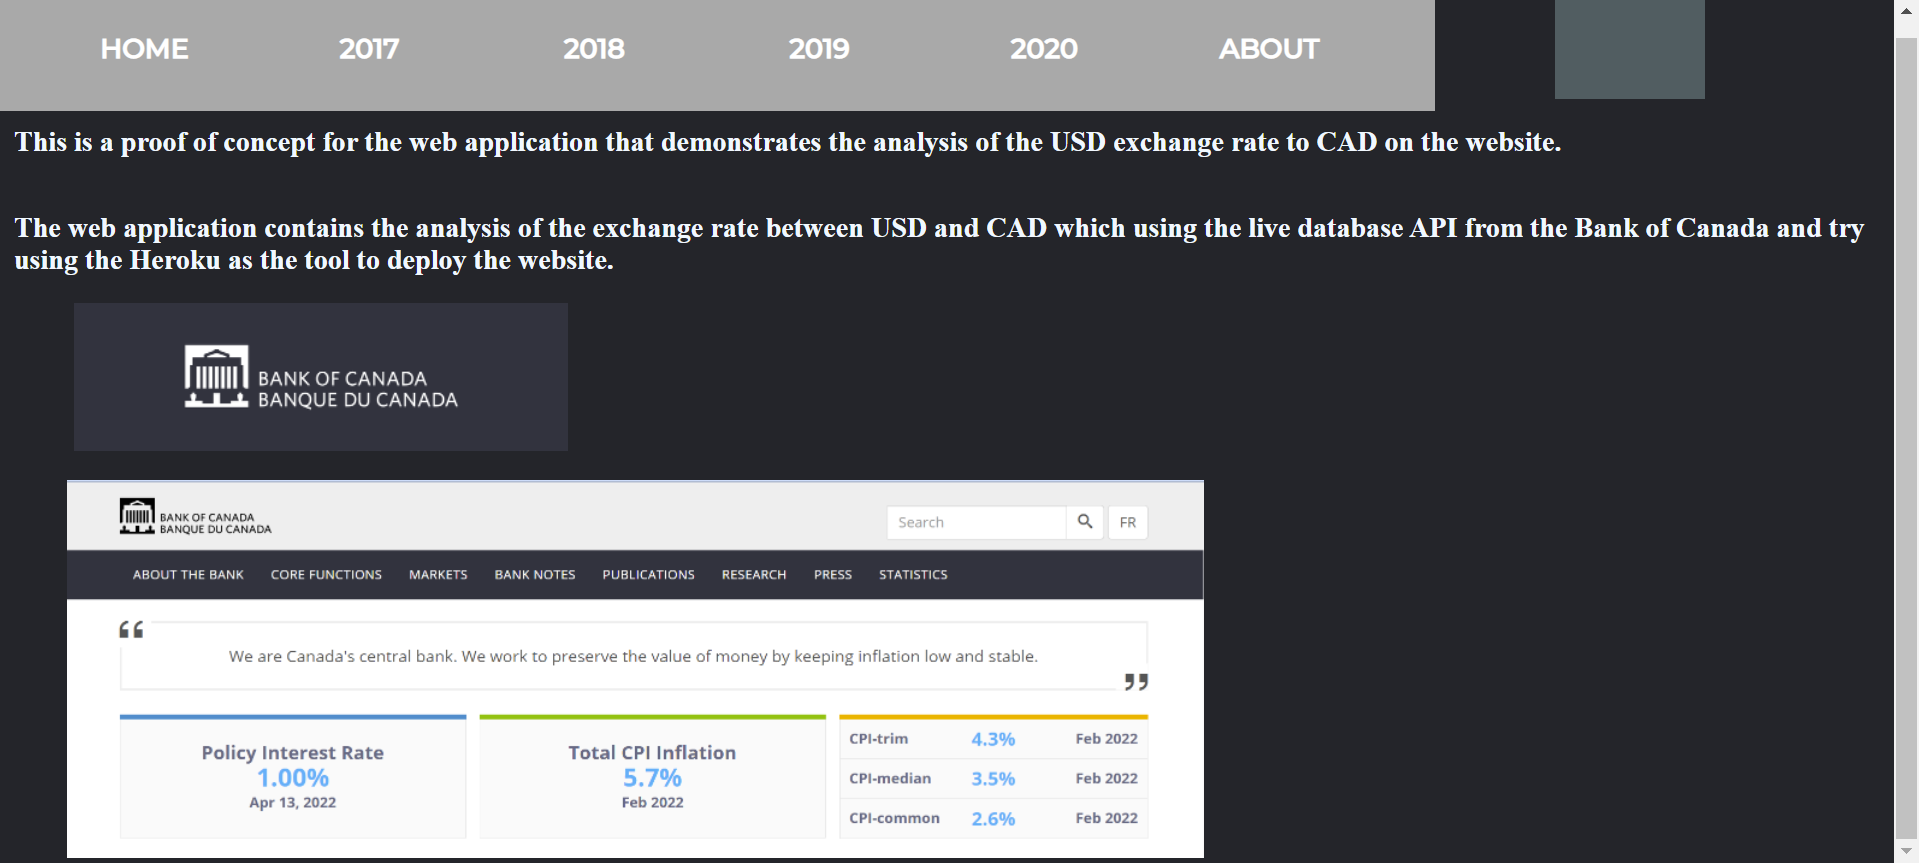 HOME 2017 2018 2019 2020 ABOUT
This is a proof of concept for the web application that demonstrates the analysis of the USD exchange rate to CAD on the website.
The web application contains the analysis of the exchange rate between USD and CAD which using the live database API from the Bank of Canada and try
using the Heroku as the tool to deploy the website.
BANK OF CANADA
BANQUE DU CANADA
BANK OF CANADA
BANQUE DU CANADA
Search
FR
ABOUT THE BANK CORE FUNCTIONS MARKETS BANK NOTES PUBLICATIONS RESEARCH PRESS STATISTICS
“
We are Canada's central bank. We work to preserve the value of money by keeping inflation low and stable.
”
Policy Interest Rate
1.00%
Apr 13, 2022
Total CPI Inflation
5.7%
Feb 2022
CPI-trim 4.3% Feb 2022
CPI-median 3.5% Feb 2022
CPI-common 2.6% Feb 2022